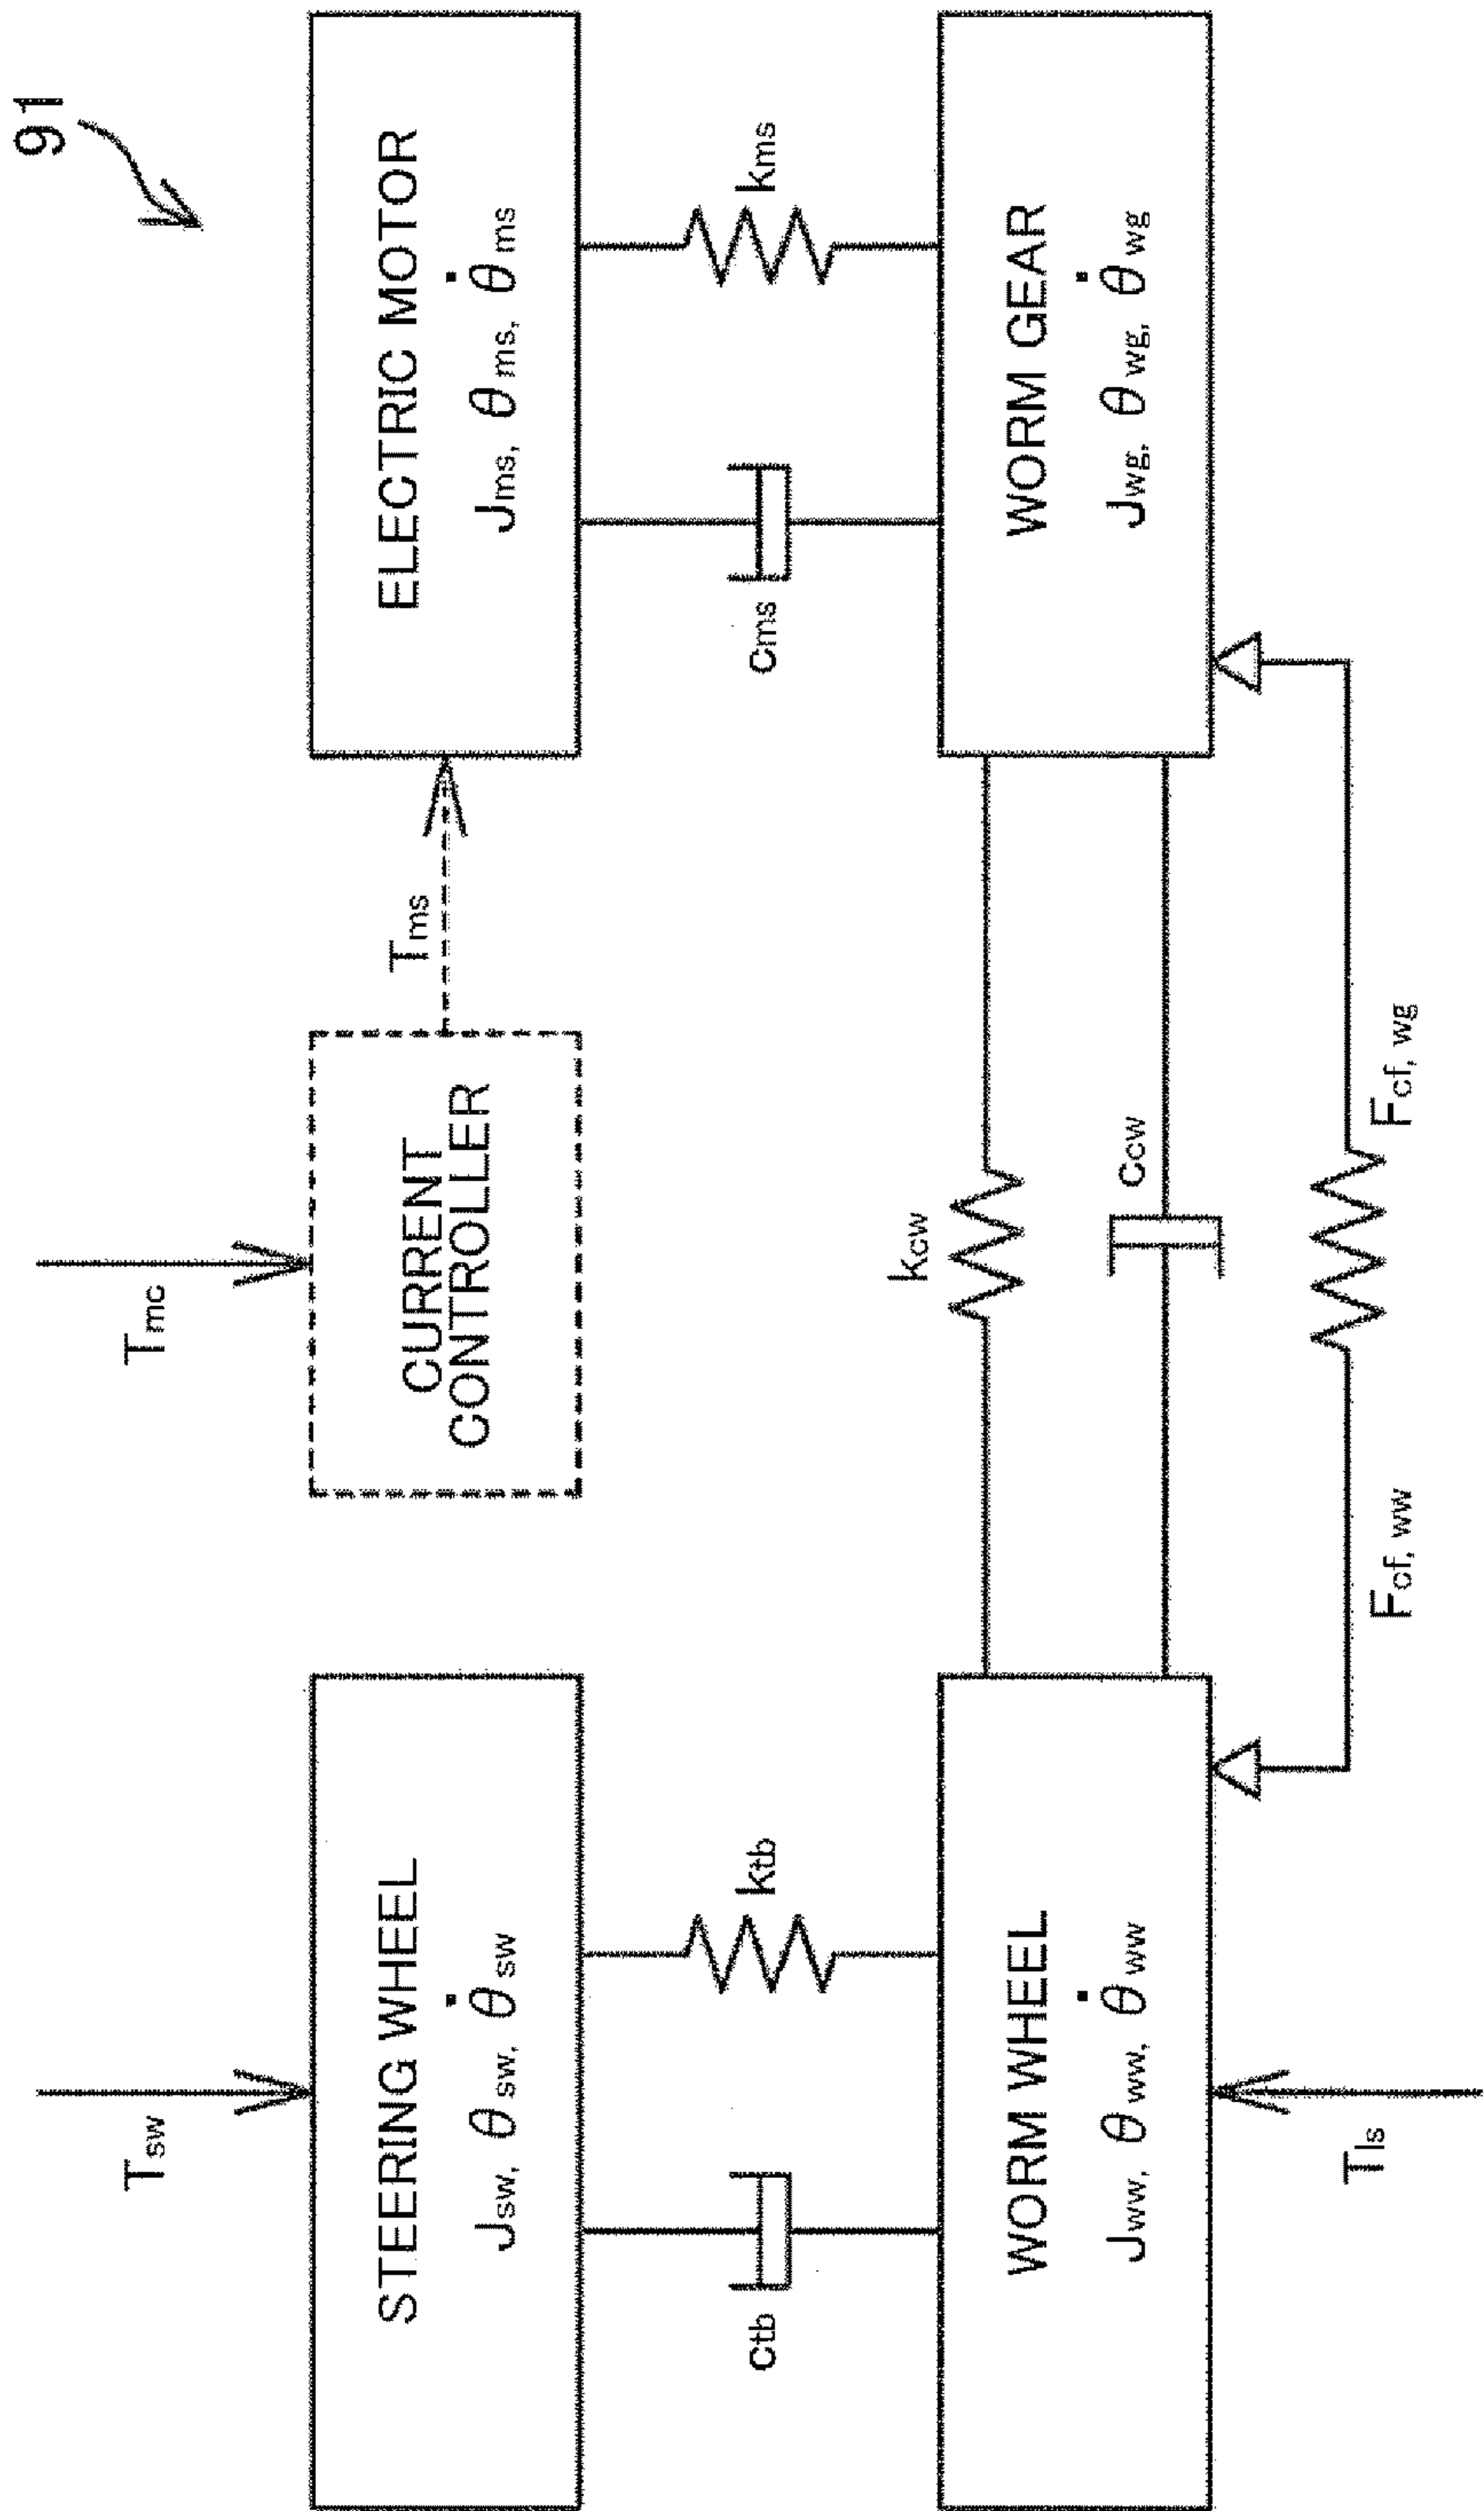 91
Tsw
Tmc
STEERING WHEEL
Jsw, θsw, θ̇sw
CURRENT
CONTROLLER
Tms
ELECTRIC MOTOR
Jms, θms, θ̇ms
ctb
ktb
cms
kms
WORM WHEEL
Jww, θww, θ̇ww
kcw
ccw
WORM GEAR
Jwg, θwg, θ̇wg
Tls
Fcf, ww
Fcf, wg